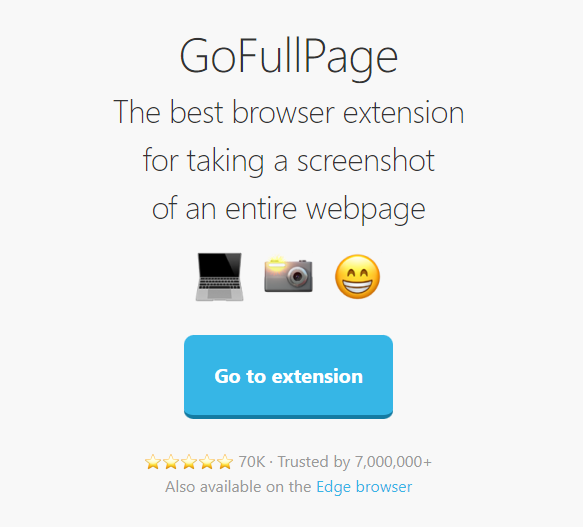 GoFullPage
The best browser extension
for taking a screenshot
of an entire webpage
Go to extension
70K · Trusted by 7,000,000+
Also available on the Edge browser